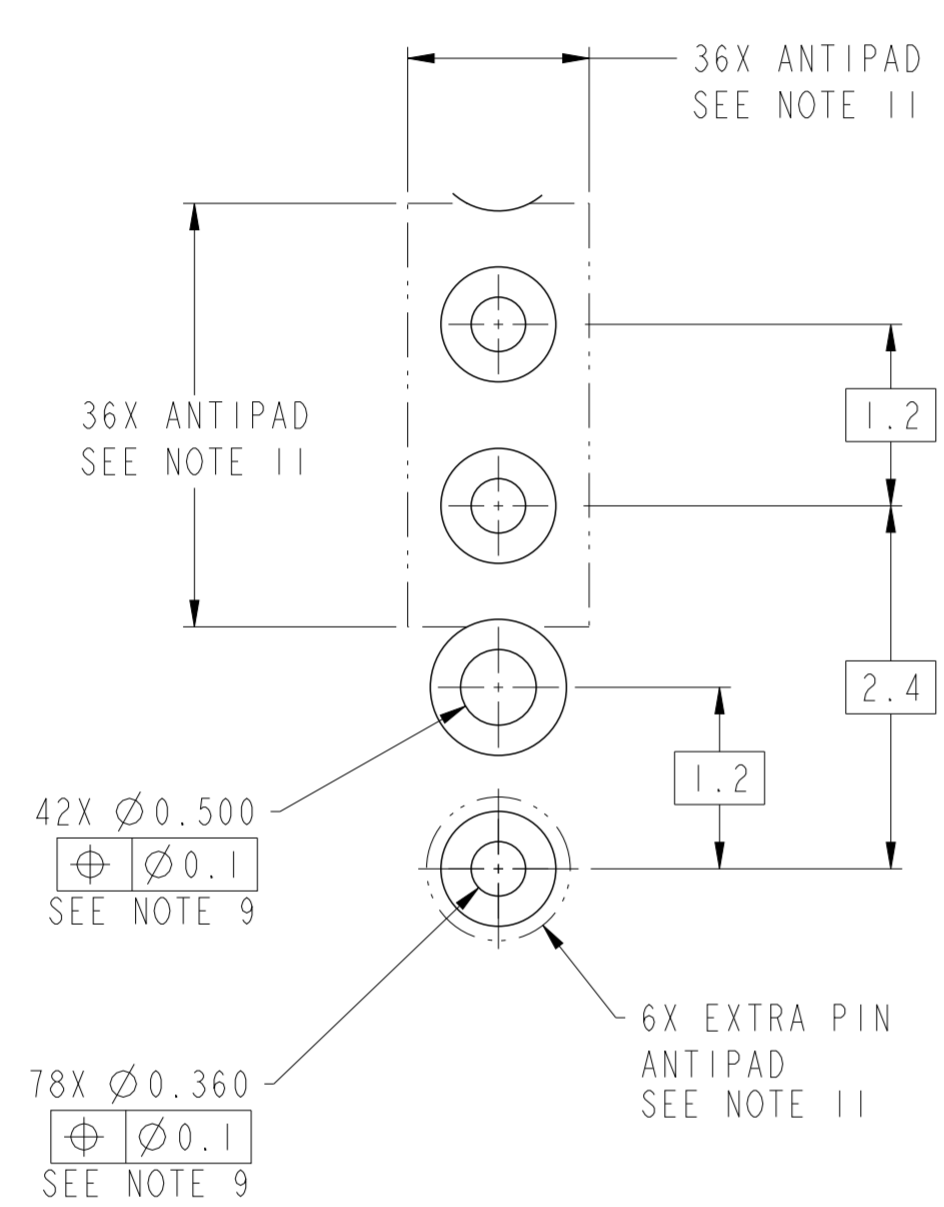 36X ANTIPAD
SEE NOTE 11
36X ANTIPAD
SEE NOTE 11
1.2
2.4
1.2
42X ∅0.500
⌖ ∅0.1
SEE NOTE 9
6X EXTRA PIN
ANTIPAD
SEE NOTE 11
78X ∅0.360
⌖ ∅0.1
SEE NOTE 9